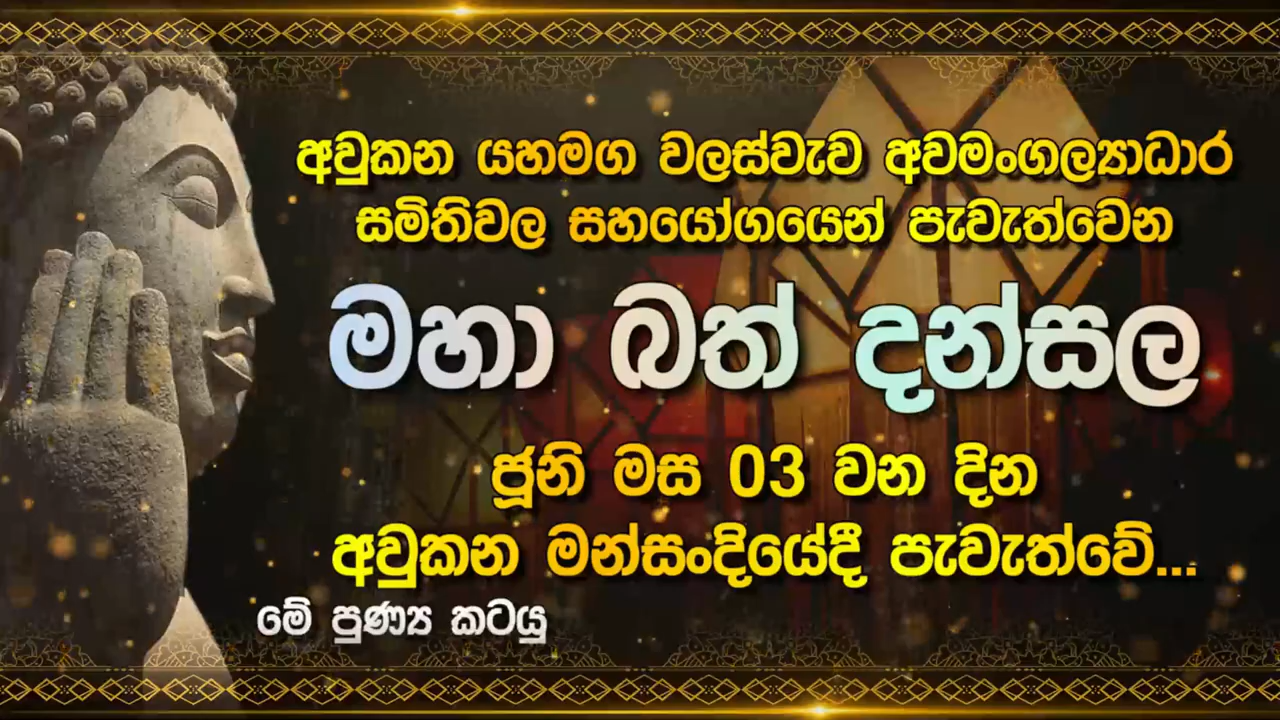 අවුකන යහමග වලස්වැව අවමංගල්‍යාධාර
සමිතිවල සහයෝගයෙන් පැවැත්වෙන
මහා බත් දන්සල
ජූනි මස 03 වන දින
අවුකන මන්සංදියේදී පැවැත්වේ...
මේ පුණ්‍ය කටයු